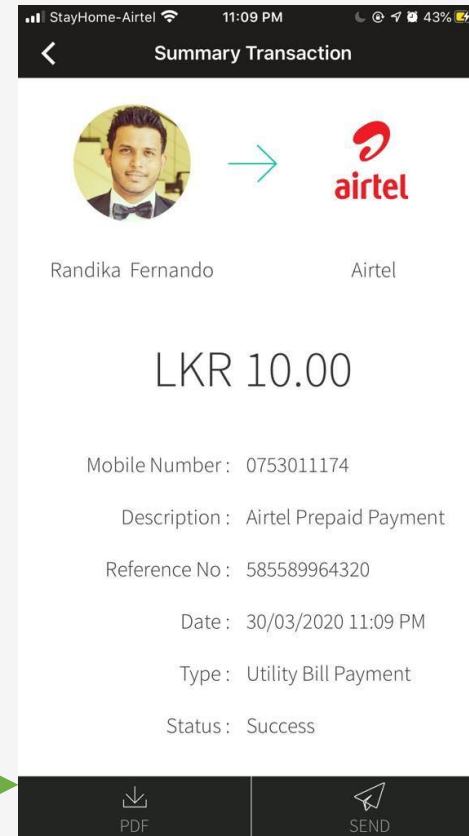 StayHome-Airtel 11:09 PM 43%
Summary Transaction
airtel
Randika Fernando Airtel
LKR 10.00
Mobile Number : 0753011174
Description : Airtel Prepaid Payment
Reference No : 585589964320
Date : 30/03/2020 11:09 PM
Type : Utility Bill Payment
Status : Success
PDF SEND